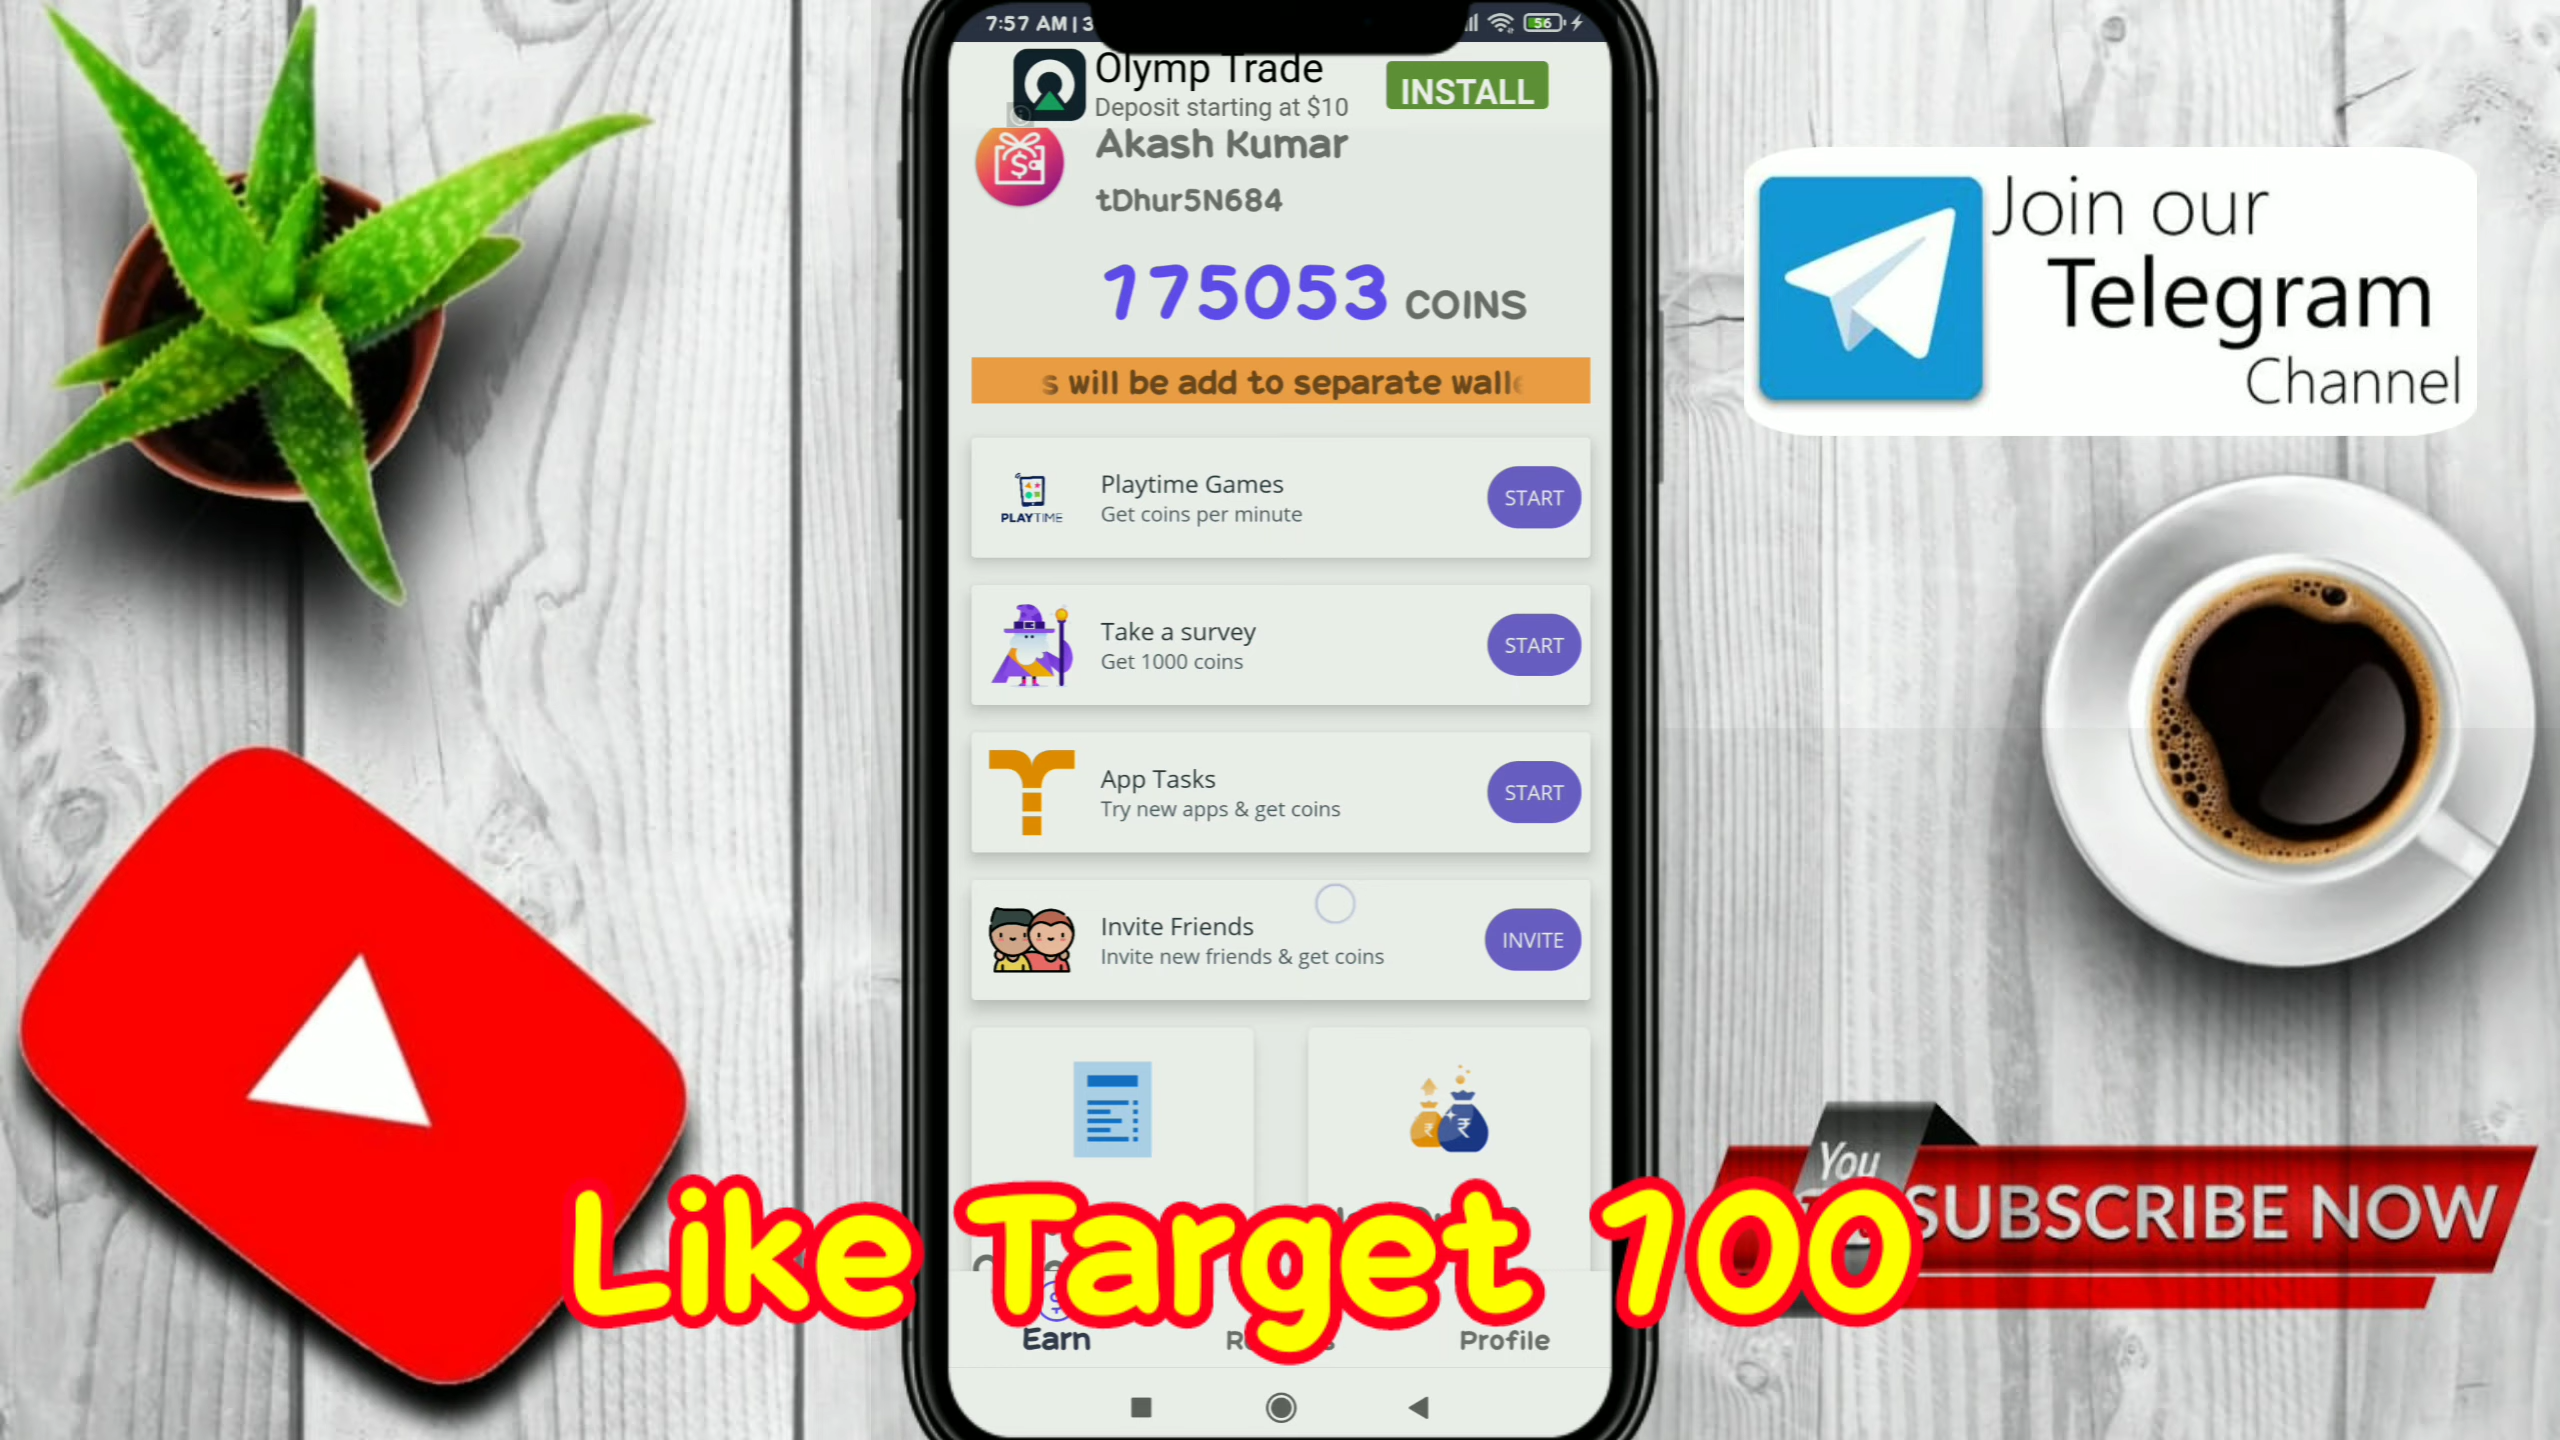 7:57 AM | 3
56
Olymp Trade
Deposit starting at $10
INSTALL
Akash Kumar
tDhur5N684
175053 COINS
s will be add to separate wall
Playtime Games
Get coins per minute
START
PLAYTIME
Take a survey
Get 1000 coins
START
App Tasks
Try new apps & get coins
START
Invite Friends
Invite new friends & get coins
INVITE
Earn
Profile
Join our
Telegram
Channel
You
SUBSCRIBE NOW
Like Target 100